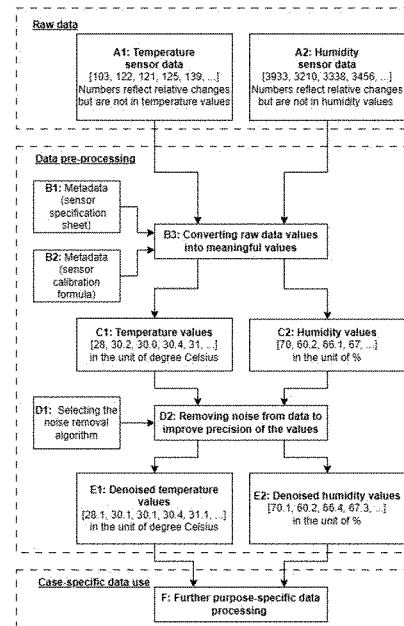 Raw data
A1: Temperature
sensor data
[103, 122, 121, 125, 139, ...]
Numbers reflect relative changes
but are not in temperature values
A2: Humidity
sensor data
[3933, 3210, 3338, 3456, ...]
Numbers reflect relative changes
but are not in humidity values
Data pre-processing
B1: Metadata
(sensor
specification
sheet)
B2: Metadata
(sensor
calibration
formula)
B3: Converting raw data values
into meaningful values
C1: Temperature values
[28, 30.2, 30.0, 30.4, 31, ...]
in the unit of degree Celsius
C2: Humidity values
[70, 60.2, 66.1, 67, ...]
in the unit of %
D1: Selecting the
noise removal
algorithm
D2: Removing noise from data to
improve precision of the values
E1: Denoised temperature
values
[28.1, 30.1, 30.1, 30.4, 31.1, ...]
in the unit of degree Celsius
E2: Denoised humidity values
[70.1, 60.2, 66.4, 67.3, ...]
in the unit of %
Case-specific data use
F: Further purpose-specific data
processing